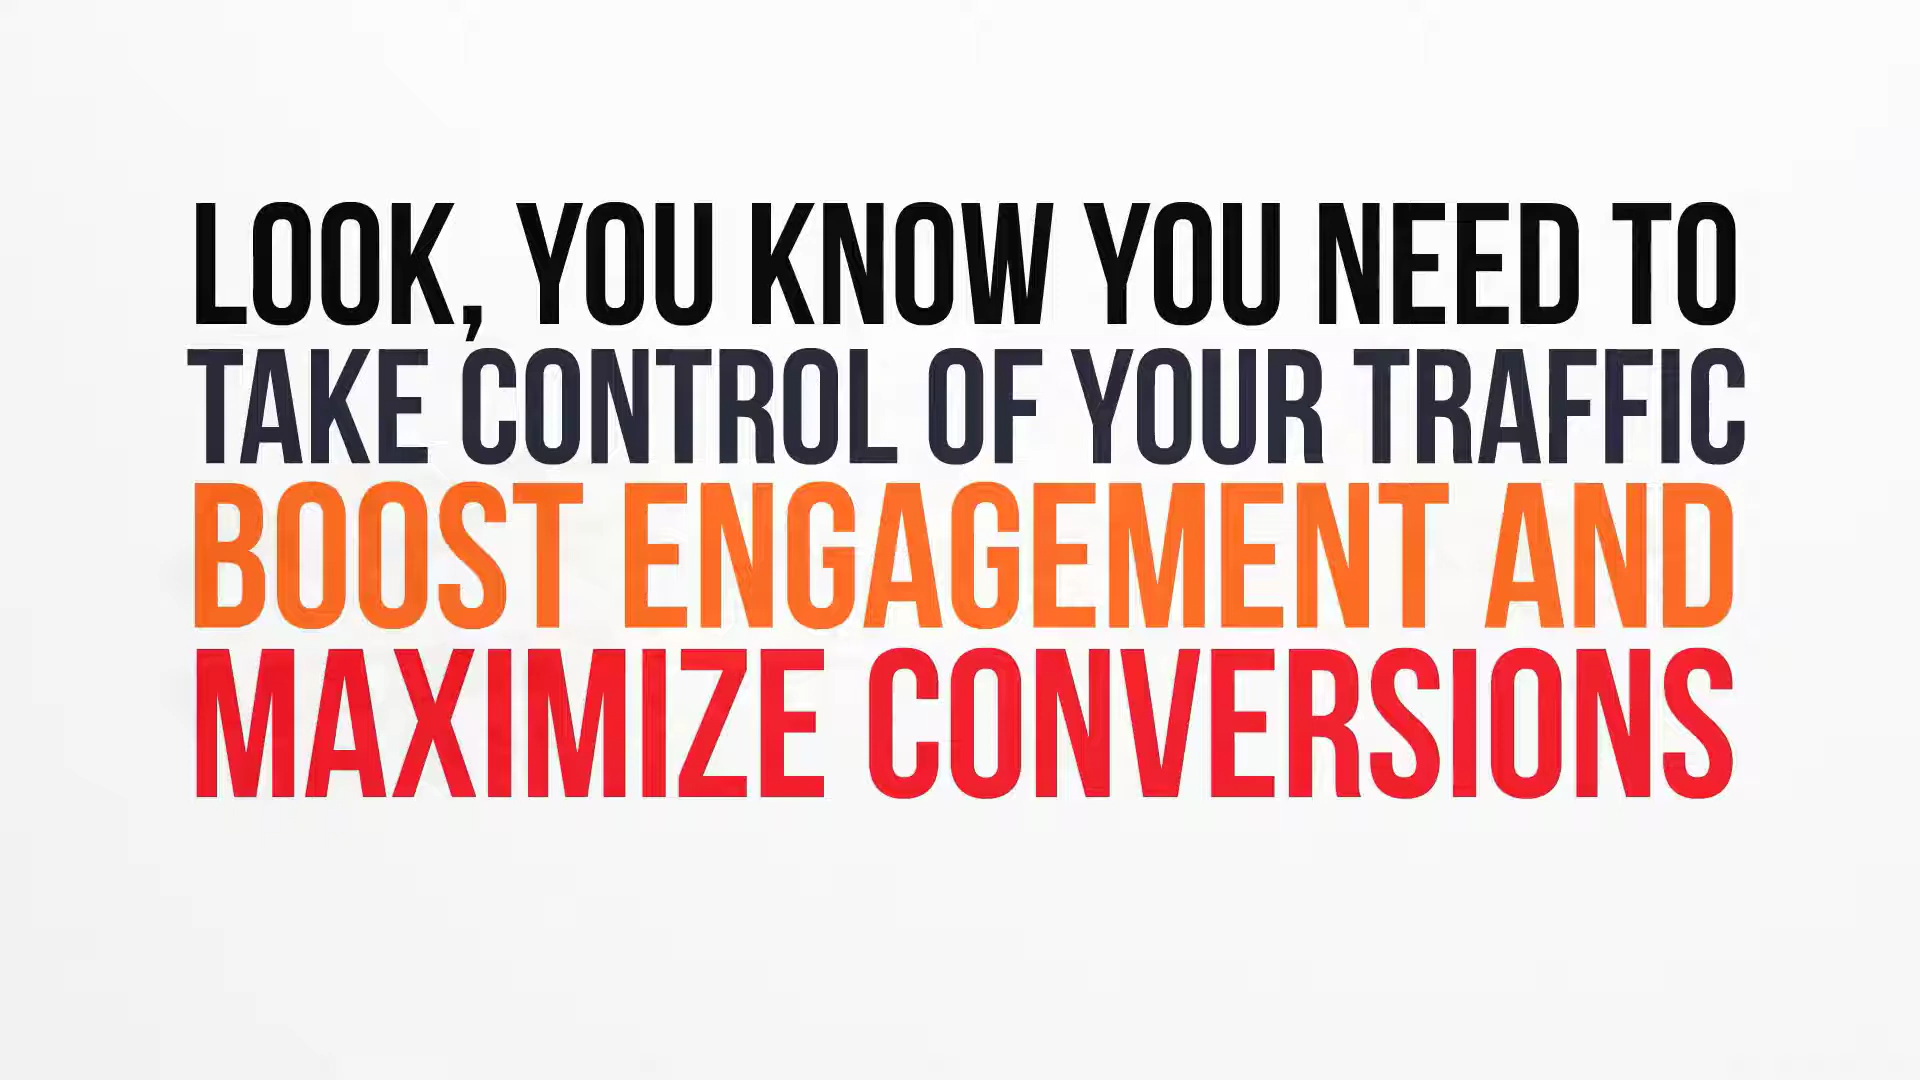 LOOK, YOU KNOW YOU NEED TO
TAKE CONTROL OF YOUR TRAFFIC
BOOST ENGAGEMENT AND
MAXIMIZE CONVERSIONS